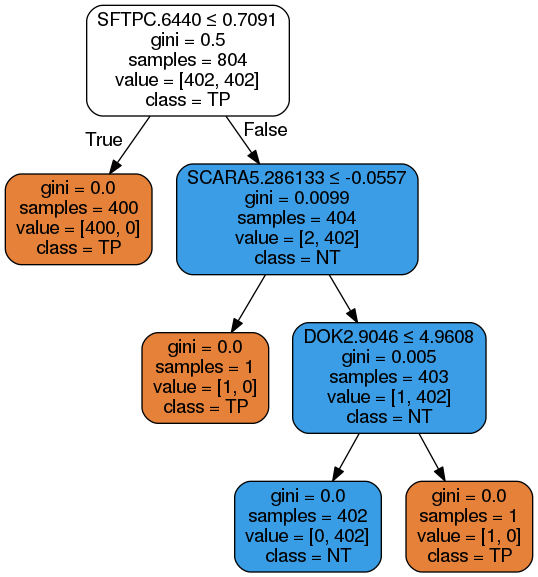 SFTPC.6440 ≤ 0.7091
gini = 0.5
samples = 804
value = [402, 402]
class = TP
True
False
gini = 0.0
samples = 400
value = [400, 0]
class = TP
SCARA5.286133 ≤ -0.0557
gini = 0.0099
samples = 404
value = [2, 402]
class = NT
gini = 0.0
samples = 1
value = [1, 0]
class = TP
DOK2.9046 ≤ 4.9608
gini = 0.005
samples = 403
value = [1, 402]
class = NT
gini = 0.0
samples = 402
value = [0, 402]
class = NT
gini = 0.0
samples = 1
value = [1, 0]
class = TP